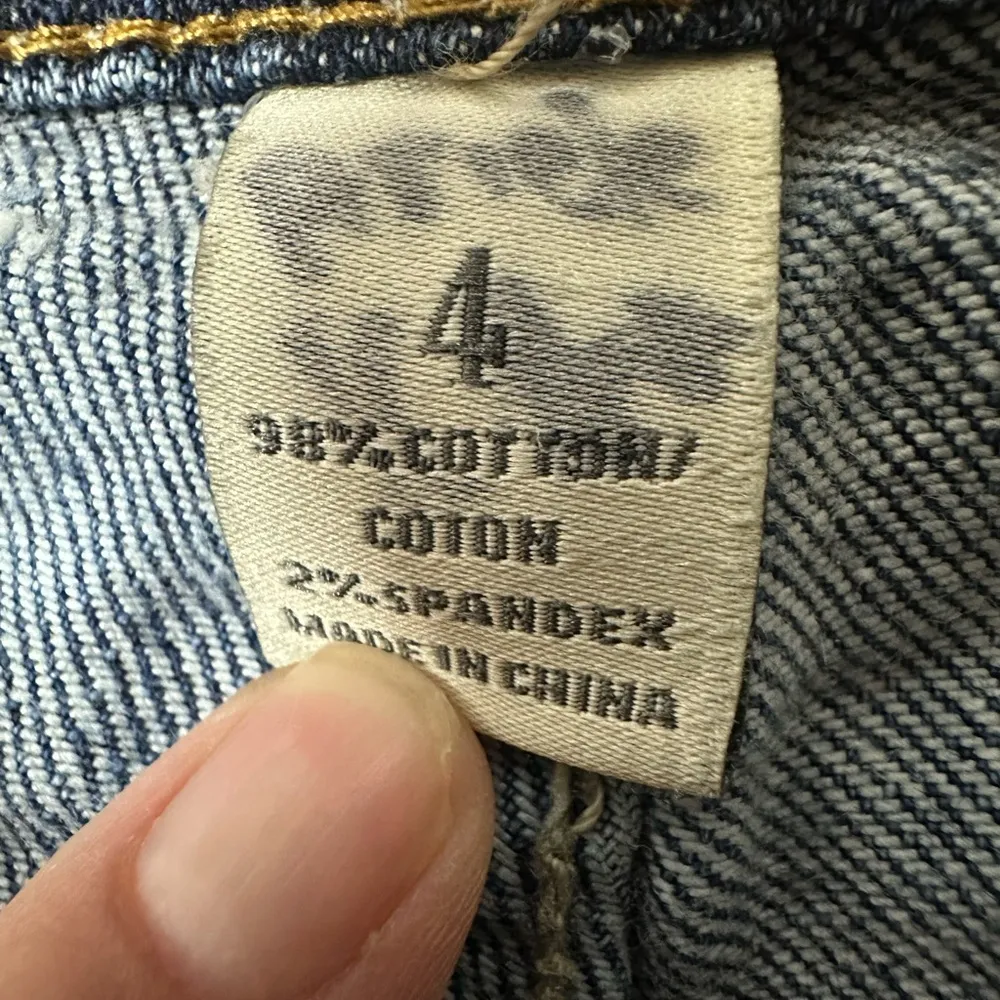 4
98% COTTON/
COTON
2% SPANDEX
MADE IN CHINA